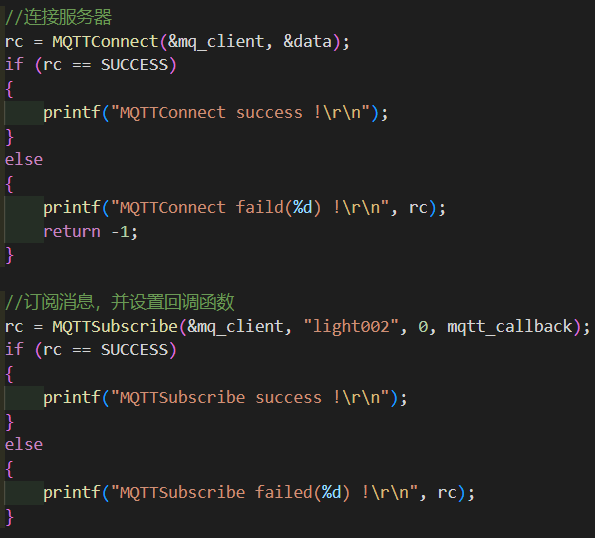 //连接服务器
rc = MQTTConnect(&mq_client, &data);
if (rc == SUCCESS)
{
    printf("MQTTConnect success !\r\n");
}
else
{
    printf("MQTTConnect faild(%d) !\r\n", rc);
    return -1;
}

//订阅消息，并设置回调函数
rc = MQTTSubscribe(&mq_client, "light002", 0, mqtt_callback);
if (rc == SUCCESS)
{
    printf("MQTTSubscribe success !\r\n");
}
else
{
    printf("MQTTSubscribe failed(%d) !\r\n", rc);
}